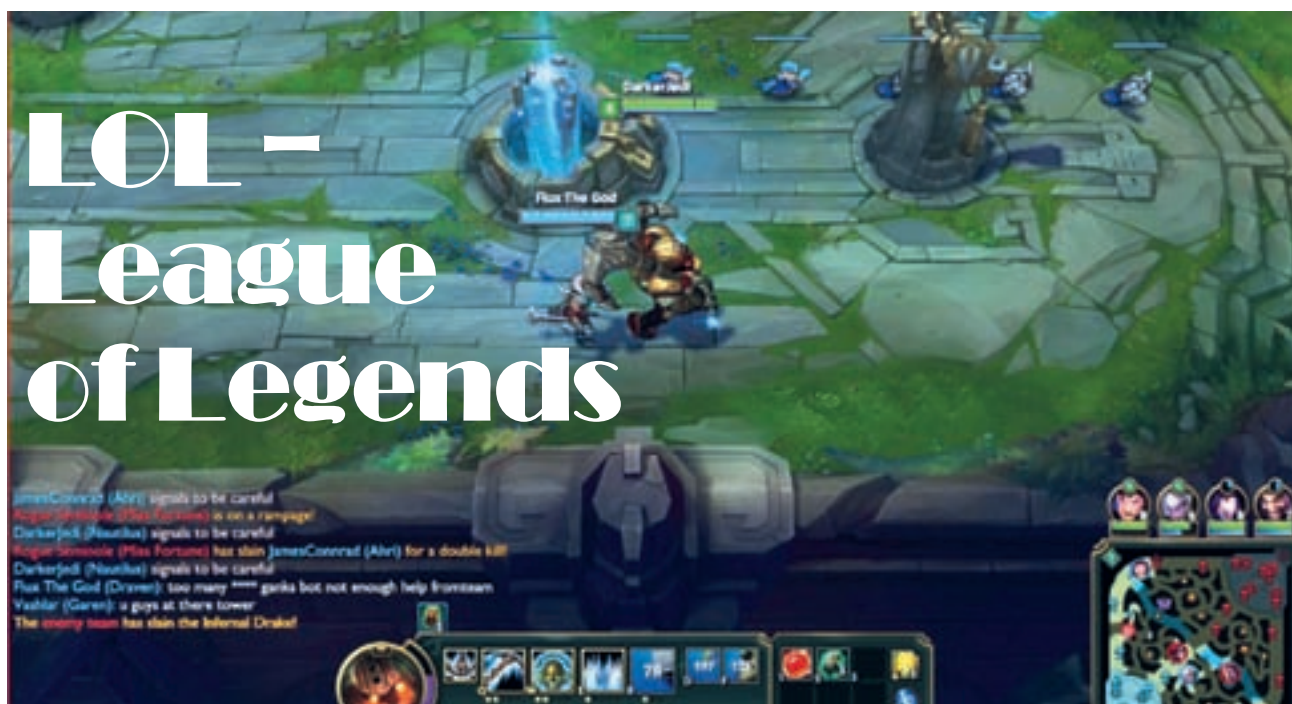 LOL –
League
of Legends
DarkerJedi
Flux The God
JamesConnrad (Ahri) signals to be careful
Rogue Seminole (Miss Fortune) is on a rampage!
DarkerJedi (Nautilus) signals to be careful
Rogue Seminole (Miss Fortune) has slain JamesConnrad (Ahri) for a double kill!
DarkerJedi (Nautilus) signals to be careful
Flux The God (Draven): too many **** ganks bot not enough help fromteam
(Garen): u guys at there tower
The enemy team has slain the Infernal Drake!
78